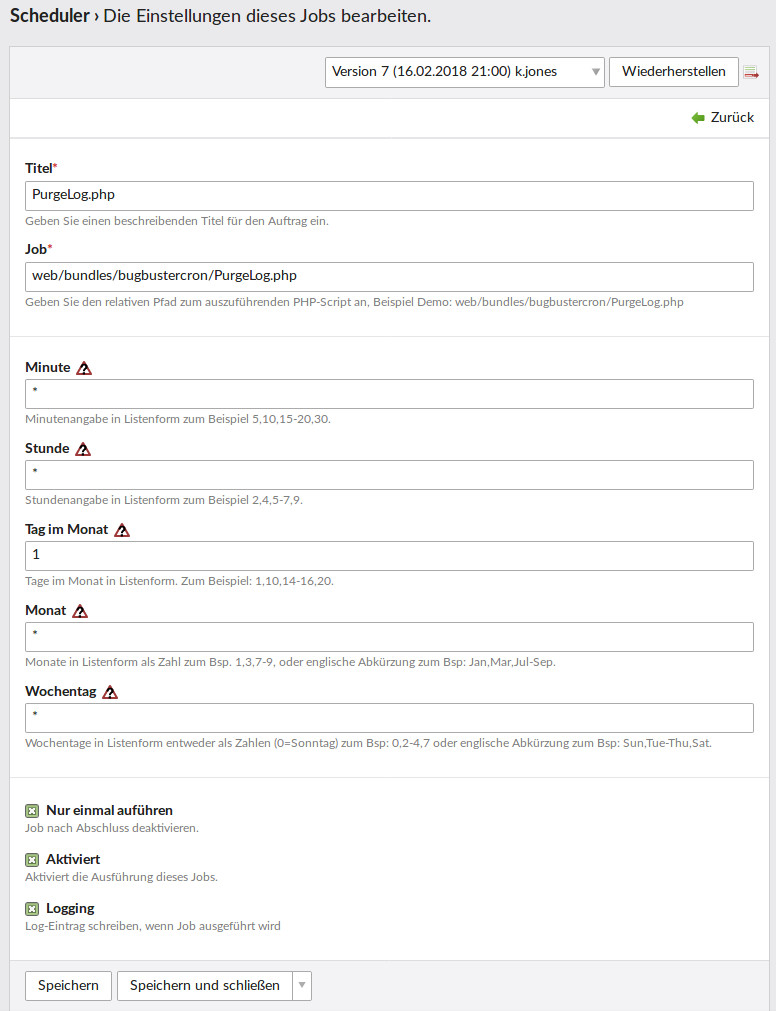 Scheduler › Die Einstellungen dieses Jobs bearbeiten.
Version 7 (16.02.2018 21:00) k.jones
Wiederherstellen
Zurück
Titel*
PurgeLog.php
Geben Sie einen beschreibenden Titel für den Auftrag ein.
Job*
web/bundles/bugbustercron/PurgeLog.php
Geben Sie den relativen Pfad zum auszuführenden PHP-Script an, Beispiel Demo: web/bundles/bugbustercron/PurgeLog.php
Minute
*
Minutenangabe in Listenform zum Beispiel 5,10,15-20,30.
Stunde
*
Stundenangabe in Listenform zum Beispiel 2,4,5-7,9.
Tag im Monat
1
Tage im Monat in Listenform. Zum Beispiel: 1,10,14-16,20.
Monat
*
Monate in Listenform als Zahl zum Bsp. 1,3,7-9, oder englische Abkürzung zum Bsp: Jan,Mar,Jul-Sep.
Wochentag
*
Wochentage in Listenform entweder als Zahlen (0=Sonntag) zum Bsp: 0,2-4,7 oder englische Abkürzung zum Bsp: Sun,Tue-Thu,Sat.
Nur einmal auführen
Job nach Abschluss deaktivieren.
Aktiviert
Aktiviert die Ausführung dieses Jobs.
Logging
Log-Eintrag schreiben, wenn Job ausgeführt wird
Speichern
Speichern und schließen